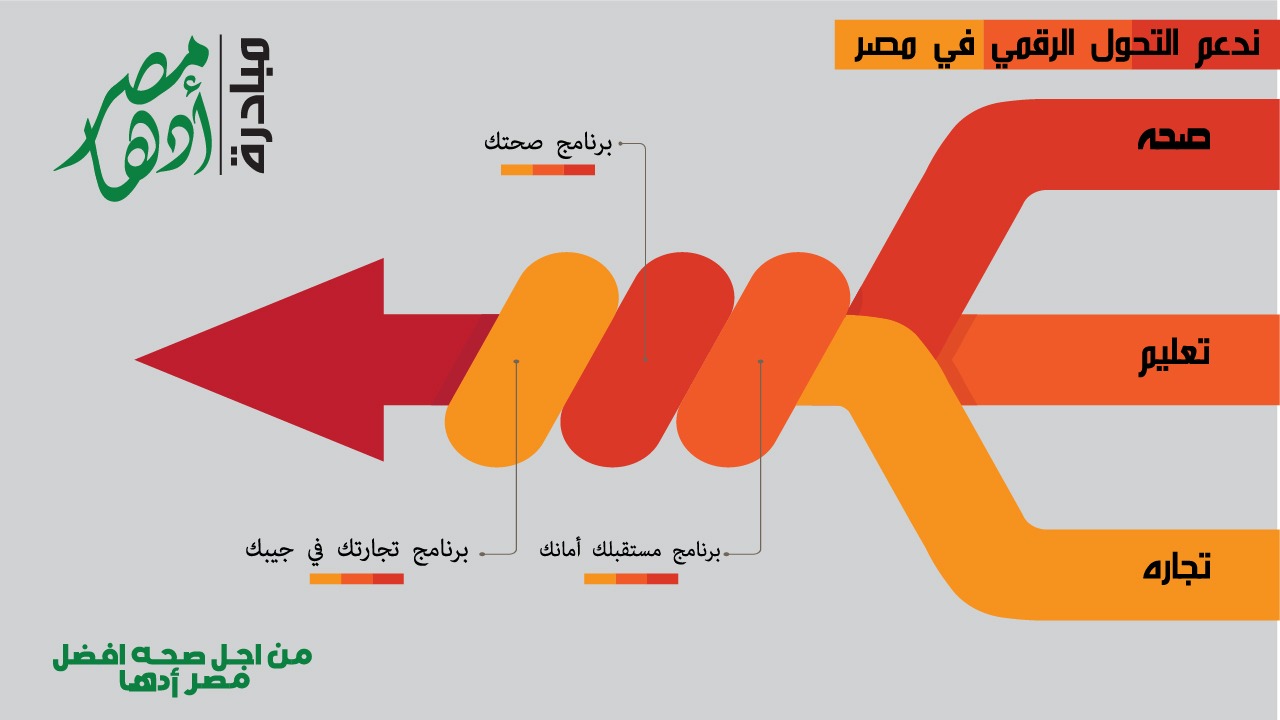 ندعم التحول الرقمي في مصر
مبادرة
مصر
أدها
صحه
برنامج صحتك
تعليم
برنامج مستقبلك أمانك
برنامج تجارتك في جيبك
تجاره
من اجل صحه افضل
مصر أدها